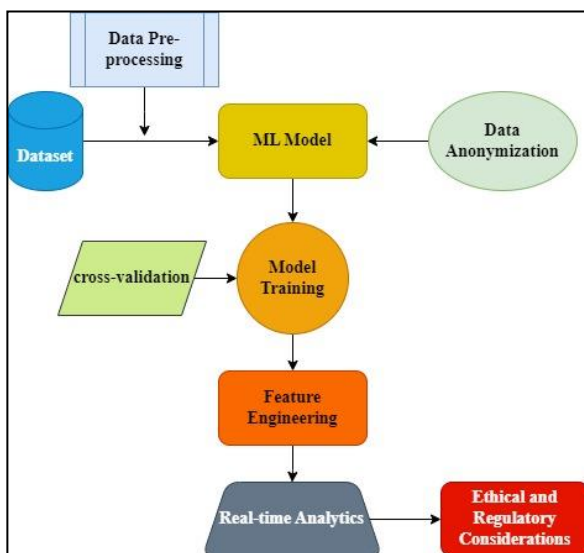 Data Pre-
processing
Dataset
ML Model
Data
Anonymization
cross-validation
Model
Training
Feature
Engineering
Real-time Analytics
Ethical and
Regulatory
Considerations